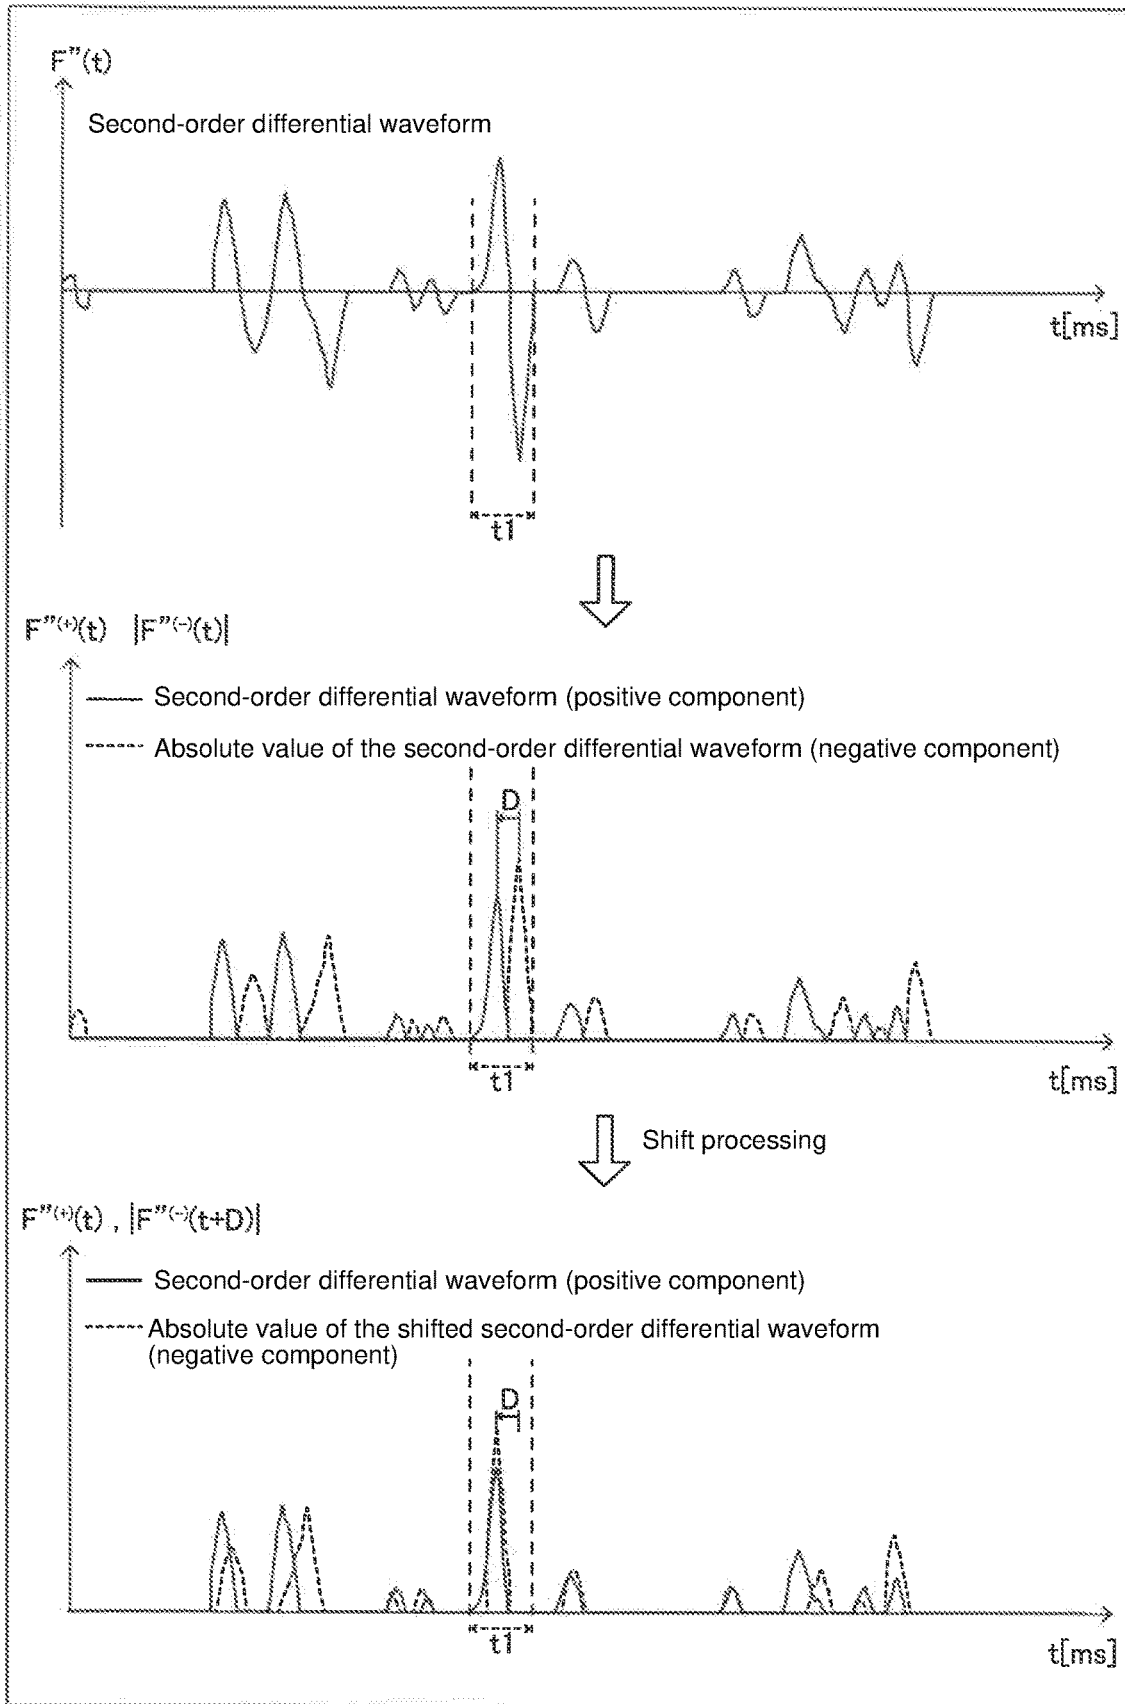 F"(t)
Second-order differential waveform
t[ms]
t1
F"(+)(t) |F"(-)(t)|
Second-order differential waveform (positive component)
Absolute value of the second-order differential waveform (negative component)
D
t1
t[ms]
Shift processing
F"(+)(t) , |F"(-)(t+D)|
Second-order differential waveform (positive component)
Absolute value of the shifted second-order differential waveform
(negative component)
D
t1
t[ms]